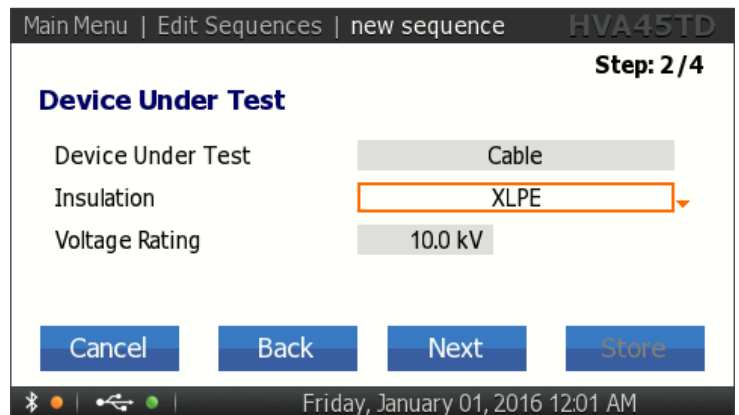 Main Menu | Edit Sequences | new sequence HVA45TD
Step: 2/4
Device Under Test
Device Under Test Cable
Insulation XLPE
Voltage Rating 10.0 kV
Cancel Back Next Store
Friday, January 01, 2016 12:01 AM